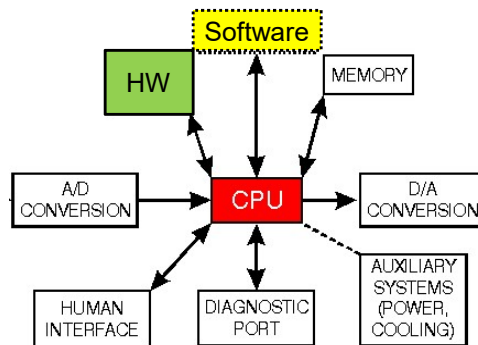 Software
HW
MEMORY
A/D
CONVERSION
CPU
D/A
CONVERSION
HUMAN
INTERFACE
DIAGNOSTIC
PORT
AUXILIARY
SYSTEMS
(POWER,
COOLING)